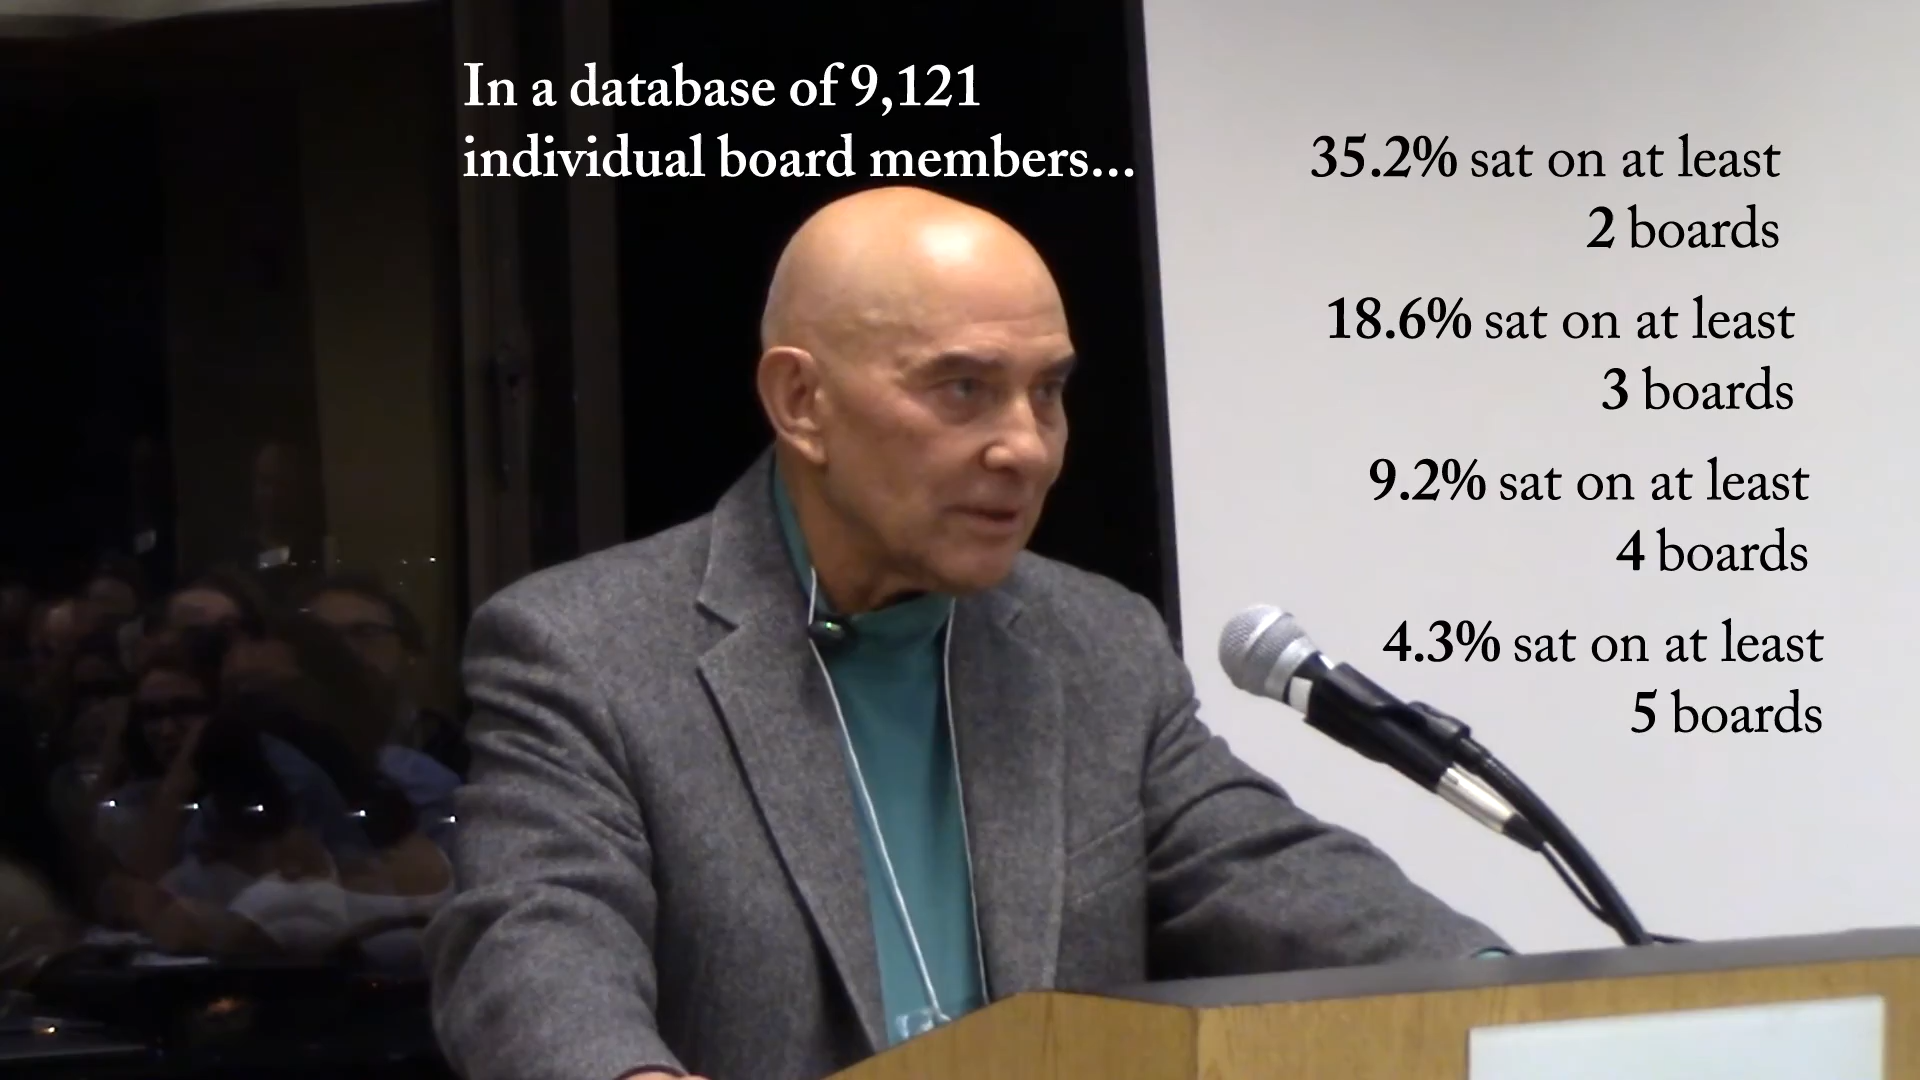 In a database of 9,121
individual board members...
35.2% sat on at least
2 boards
18.6% sat on at least
3 boards
9.2% sat on at least
4 boards
4.3% sat on at least
5 boards